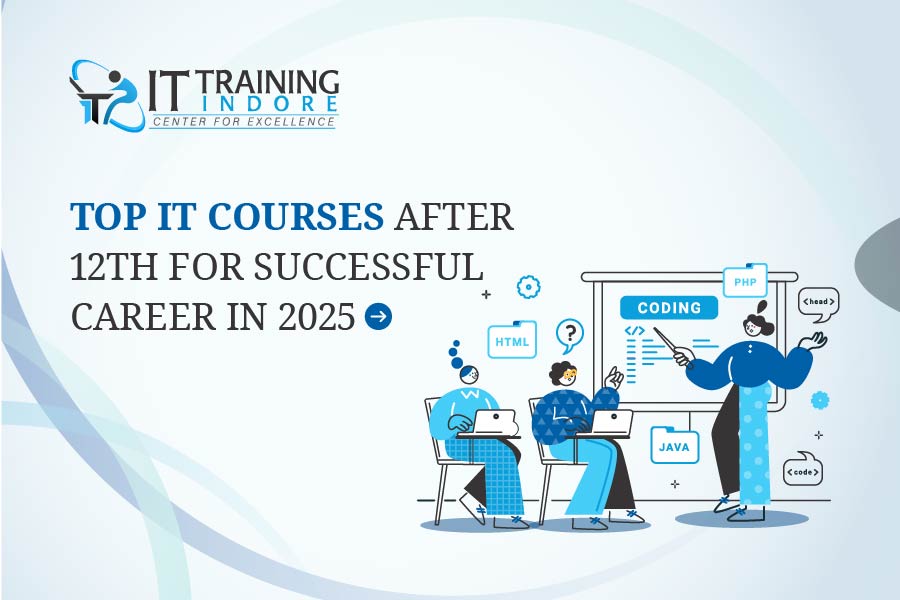 IT TRAINING
INDORE
CENTER FOR EXCELLENCE
TOP IT COURSES AFTER
12TH FOR SUCCESSFUL
CAREER IN 2025
PHP
CODING
<head>
</>
HTML
?
JAVA
<code>